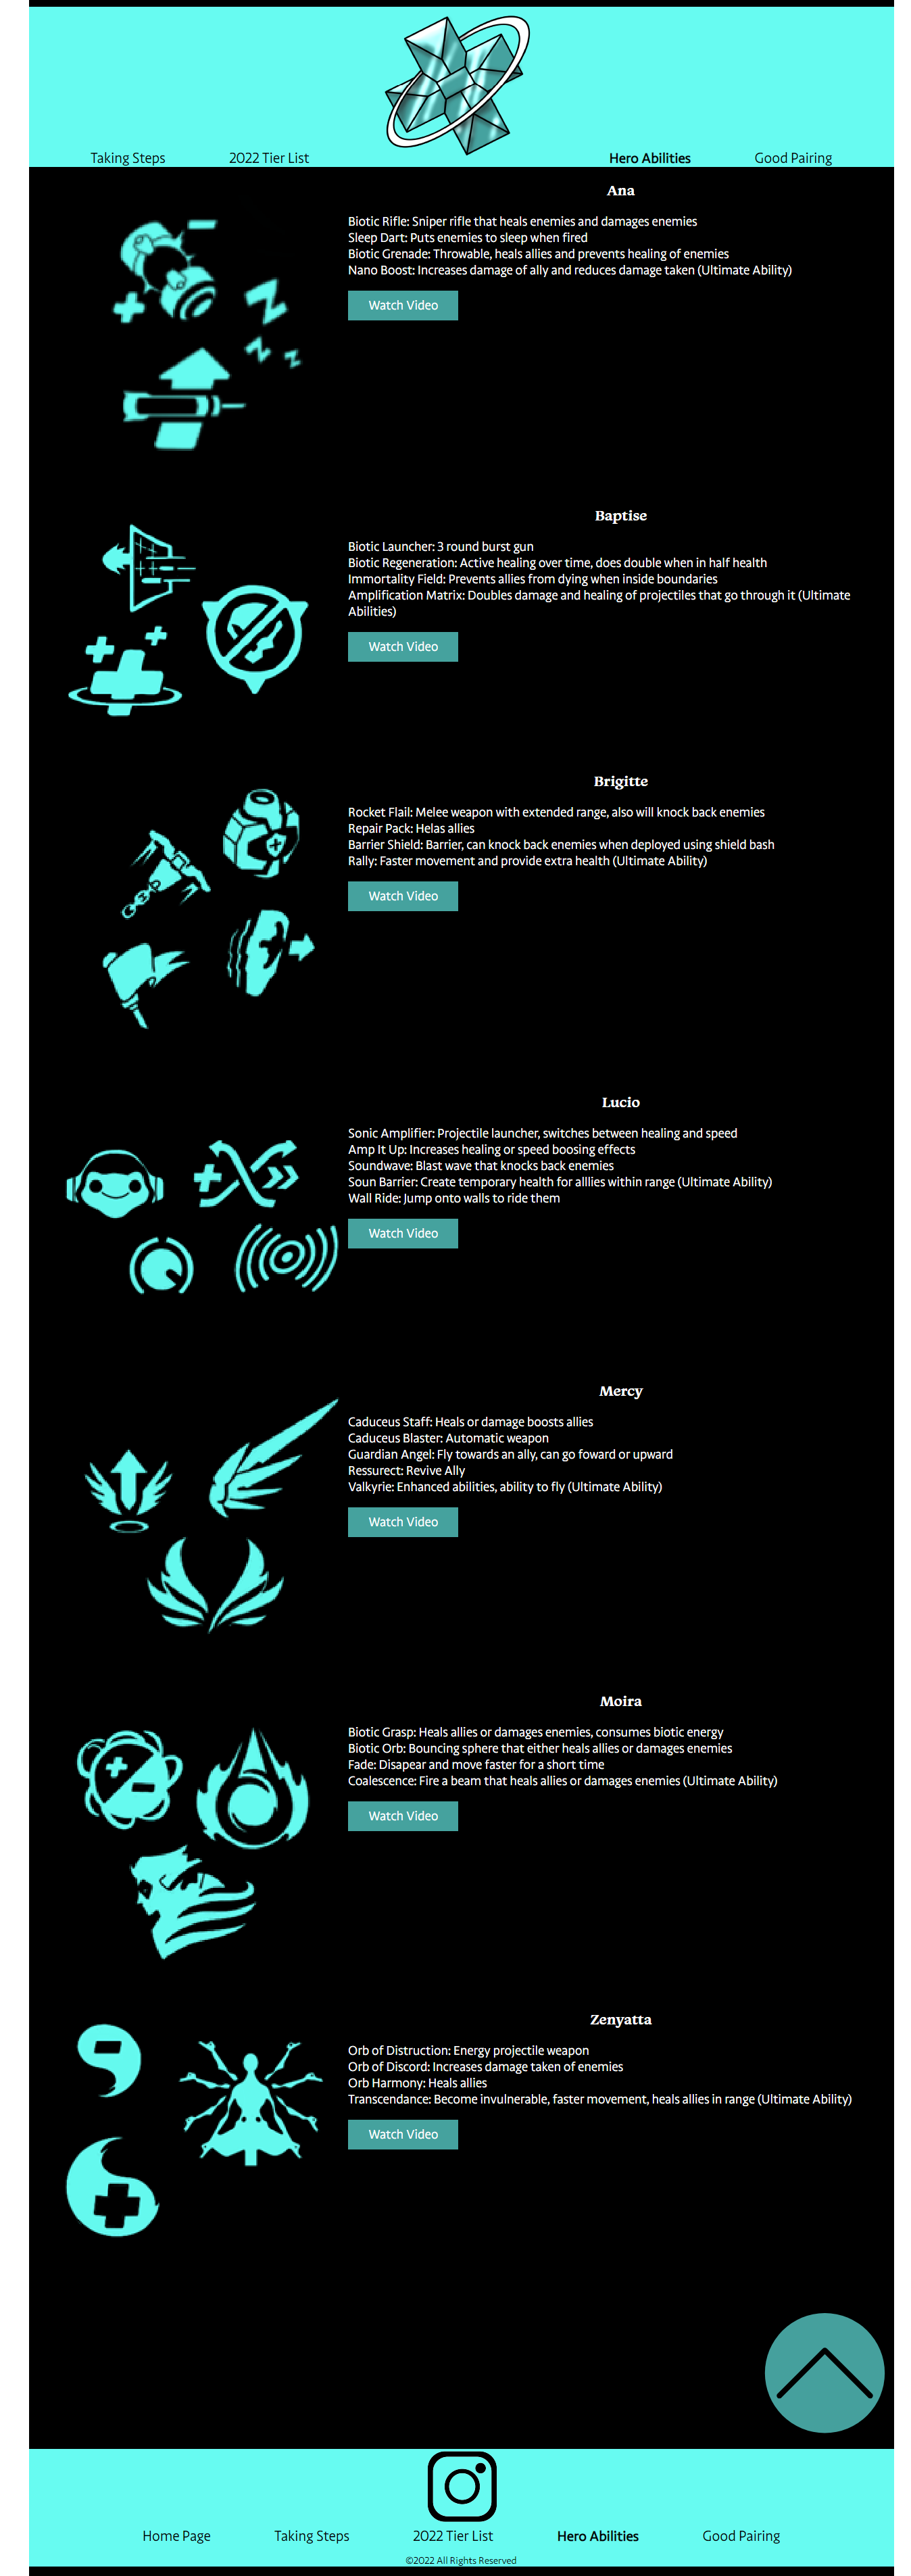 Taking Steps
2022 Tier List
Hero Abilities
Good Pairing
Ana
Biotic Rifle: Sniper rifle that heals enemies and damages enemies
Sleep Dart: Puts enemies to sleep when fired
Biotic Grenade: Throwable, heals allies and prevents healing of enemies
Nano Boost: Increases damage of ally and reduces damage taken (Ultimate Ability)
Watch Video
Baptise
Biotic Launcher: 3 round burst gun
Biotic Regeneration: Active healing over time, does double when in half health
Immortality Field: Prevents allies from dying when inside boundaries
Amplification Matrix: Doubles damage and healing of projectiles that go through it (Ultimate
Abilities)
Watch Video
Brigitte
Rocket Flail: Melee weapon with extended range, also will knock back enemies
Repair Pack: Helas allies
Barrier Shield: Barrier, can knock back enemies when deployed using shield bash
Rally: Faster movement and provide extra health (Ultimate Ability)
Watch Video
Lucio
Sonic Amplifier: Projectile launcher, switches between healing and speed
Amp It Up: Increases healing or speed boosing effects
Soundwave: Blast wave that knocks back enemies
Soun Barrier: Create temporary health for alllies within range (Ultimate Ability)
Wall Ride: Jump onto walls to ride them
Watch Video
Mercy
Caduceus Staff: Heals or damage boosts allies
Caduceus Blaster: Automatic weapon
Guardian Angel: Fly towards an ally, can go foward or upward
Ressurect: Revive Ally
Valkyrie: Enhanced abilities, ability to fly (Ultimate Ability)
Watch Video
Moira
Biotic Grasp: Heals allies or damages enemies, consumes biotic energy
Biotic Orb: Bouncing sphere that either heals allies or damages enemies
Fade: Disapear and move faster for a short time
Coalescence: Fire a beam that heals allies or damages enemies (Ultimate Ability)
Watch Video
Zenyatta
Orb of Distruction: Energy projectile weapon
Orb of Discord: Increases damage taken of enemies
Orb Harmony: Heals allies
Transcendance: Become invulnerable, faster movement, heals allies in range (Ultimate Ability)
Watch Video
Home Page
Taking Steps
2022 Tier List
Hero Abilities
Good Pairing
©2022 All Rights Reserved